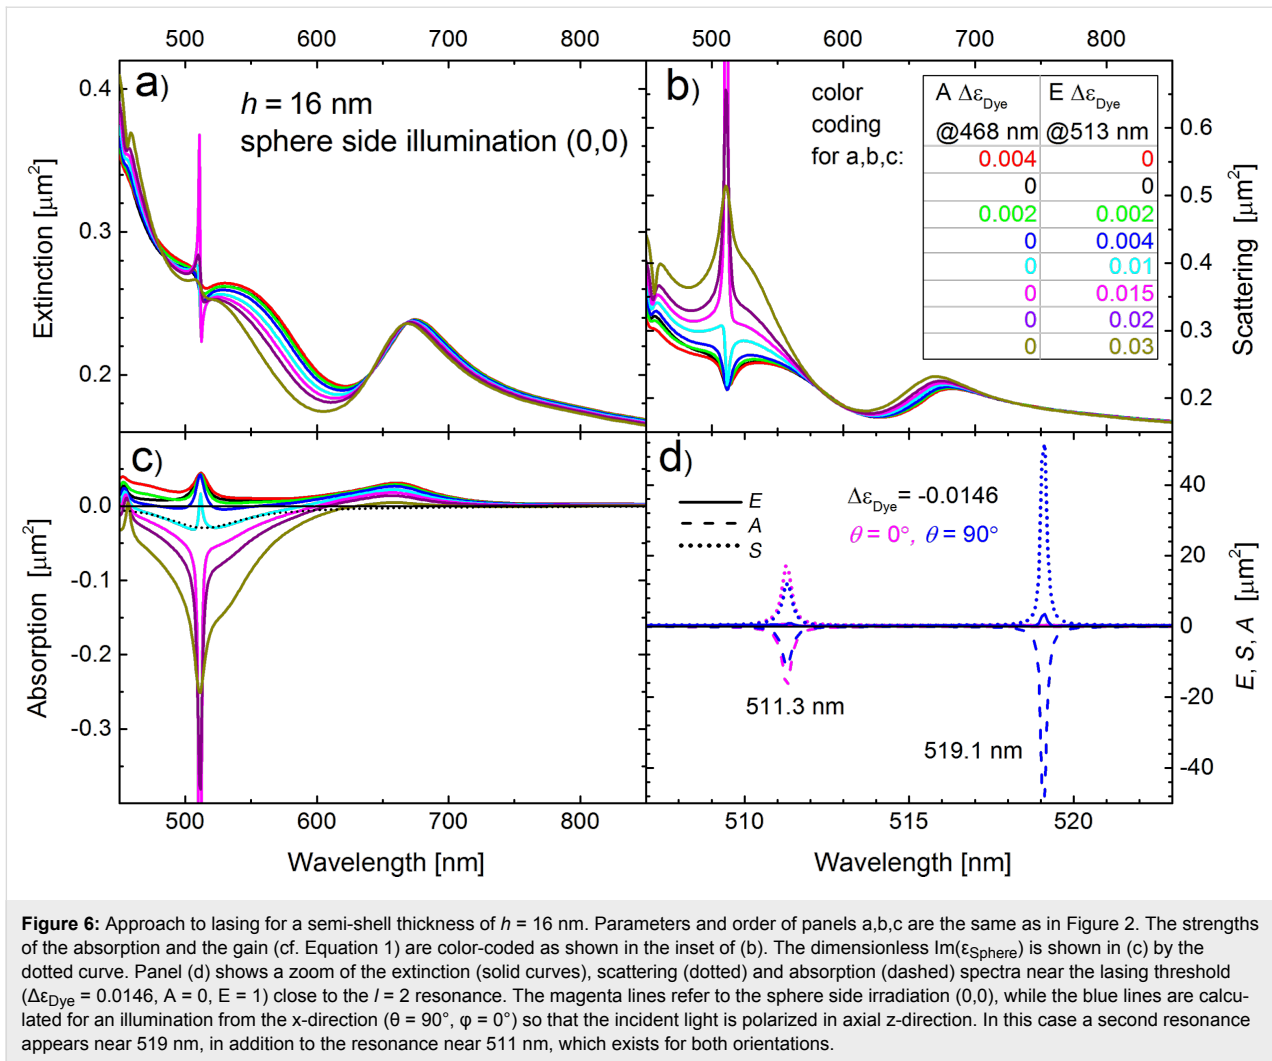 500 600 700 800
500 600 700 800
a)
h = 16 nm
sphere side illumination (0,0)
0.4
0.3
0.2
Extinction [μm²]
b)
color
coding
for a,b,c:
A Δε_Dye E Δε_Dye
@468 nm @513 nm
0.004 0
0 0
0.002 0.002
0 0.004
0 0.01
0 0.015
0 0.02
0 0.03
0.6
0.5
0.4
0.3
0.2
Scattering [μm²]
c)
0.0
-0.1
-0.2
-0.3
Absorption [μm²]
500 600 700 800
Wavelength [nm]
d)
E
A
S
Δε_Dye = -0.0146
θ = 0°, θ = 90°
511.3 nm
519.1 nm
40
20
0
-20
-40
E, S, A [μm²]
510 515 520
Wavelength [nm]
Figure 6: Approach to lasing for a semi-shell thickness of h = 16 nm. Parameters and order of panels a,b,c are the same as in Figure 2. The strengths
of the absorption and the gain (cf. Equation 1) are color-coded as shown in the inset of (b). The dimensionless Im(ε_Sphere) is shown in (c) by the
dotted curve. Panel (d) shows a zoom of the extinction (solid curves), scattering (dotted) and absorption (dashed) spectra near the lasing threshold
(Δε_Dye = 0.0146, A = 0, E = 1) close to the l = 2 resonance. The magenta lines refer to the sphere side irradiation (0,0), while the blue lines are calcu-
lated for an illumination from the x-direction (θ = 90°, φ = 0°) so that the incident light is polarized in axial z-direction. In this case a second resonance
appears near 519 nm, in addition to the resonance near 511 nm, which exists for both orientations.